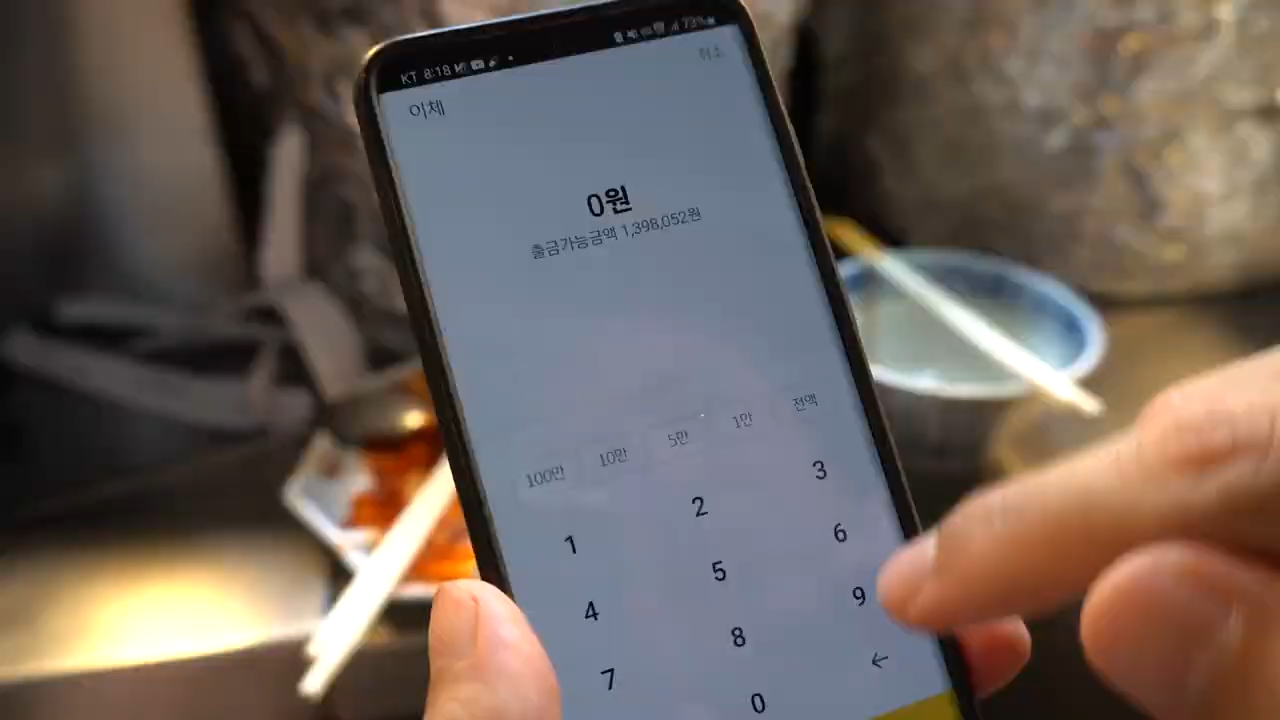 KT 8:18 73%
취소
이체
0원
출금가능금액 1,398,052원
100만 10만 5만 1만 전액
1 2 3
4 5 6
7 8 9
0 ←